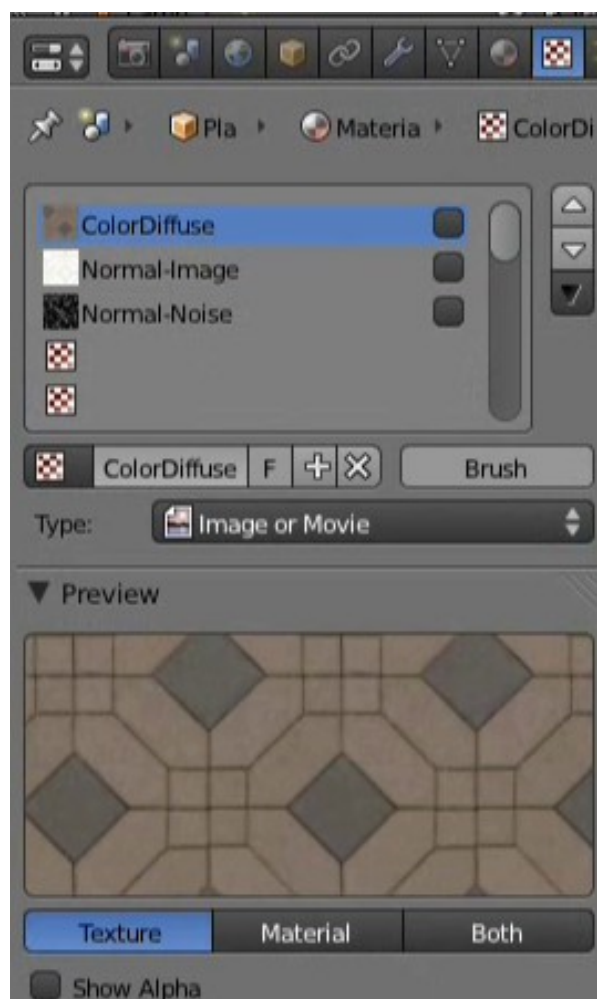 Pla Materia ColorDi
ColorDiffuse
Normal-Image
Normal-Noise
ColorDiffuse F Brush
Type: Image or Movie
Preview
Texture Material Both
Show Alpha